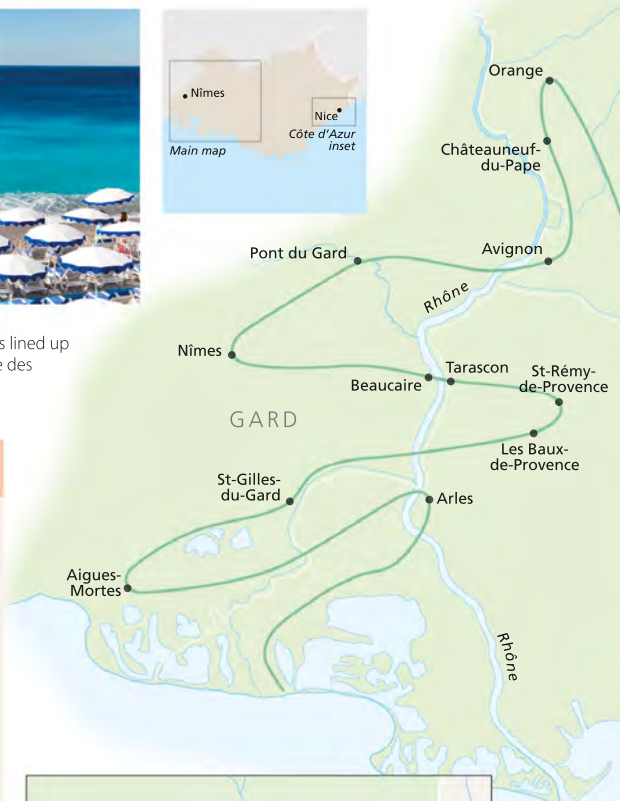 Nîmes
Nice
Côte d'Azur
inset
Main map
s lined up
e des
Orange
Châteauneuf-
du-Pape
Pont du Gard
Avignon
Rhône
Nîmes
Beaucaire
Tarascon
St-Rémy-
de-Provence
GARD
Les Baux-
de-Provence
St-Gilles-
du-Gard
Arles
Aigues-
Mortes
Rhône